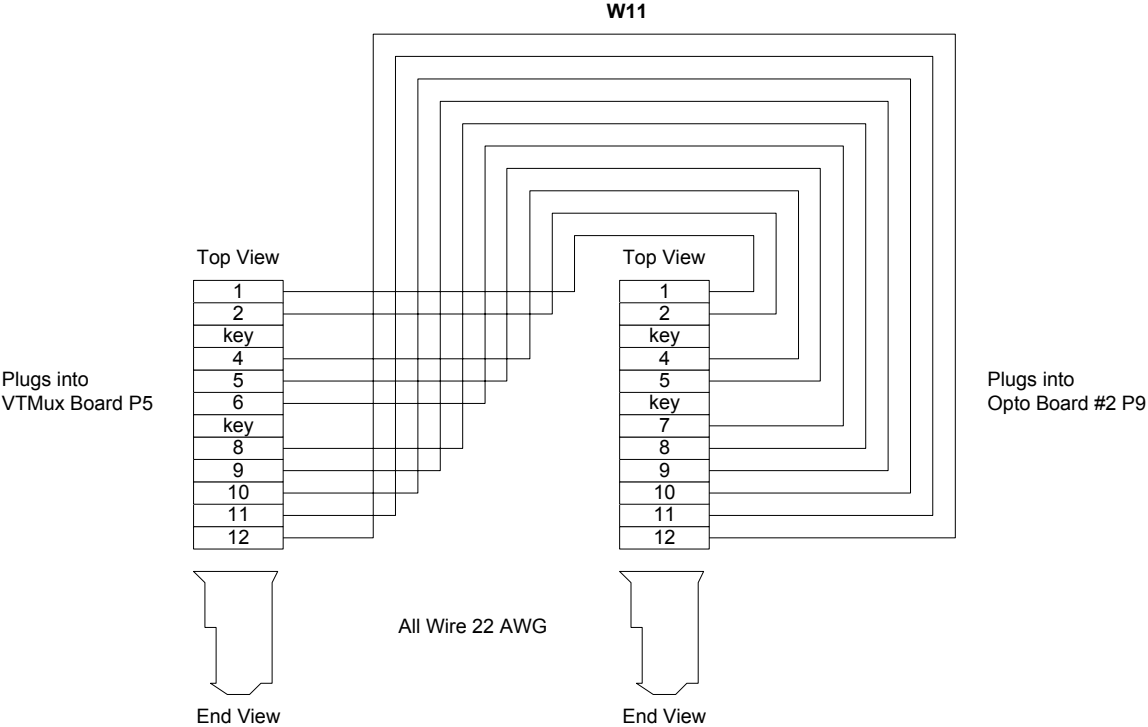 W11
Top View
1
2
key
4
5
6
key
8
9
10
11
12
Plugs into
VTMux Board P5
End View
All Wire 22 AWG
Top View
1
2
key
4
5
key
7
8
9
10
11
12
Plugs into
Opto Board #2 P9
End View